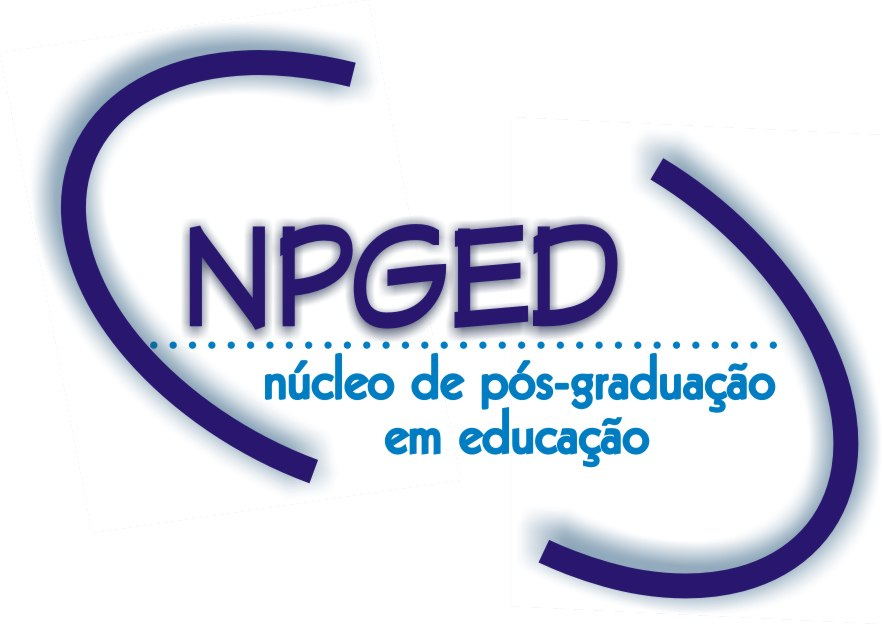 NPGED
núcleo de pós-graduação
em educação